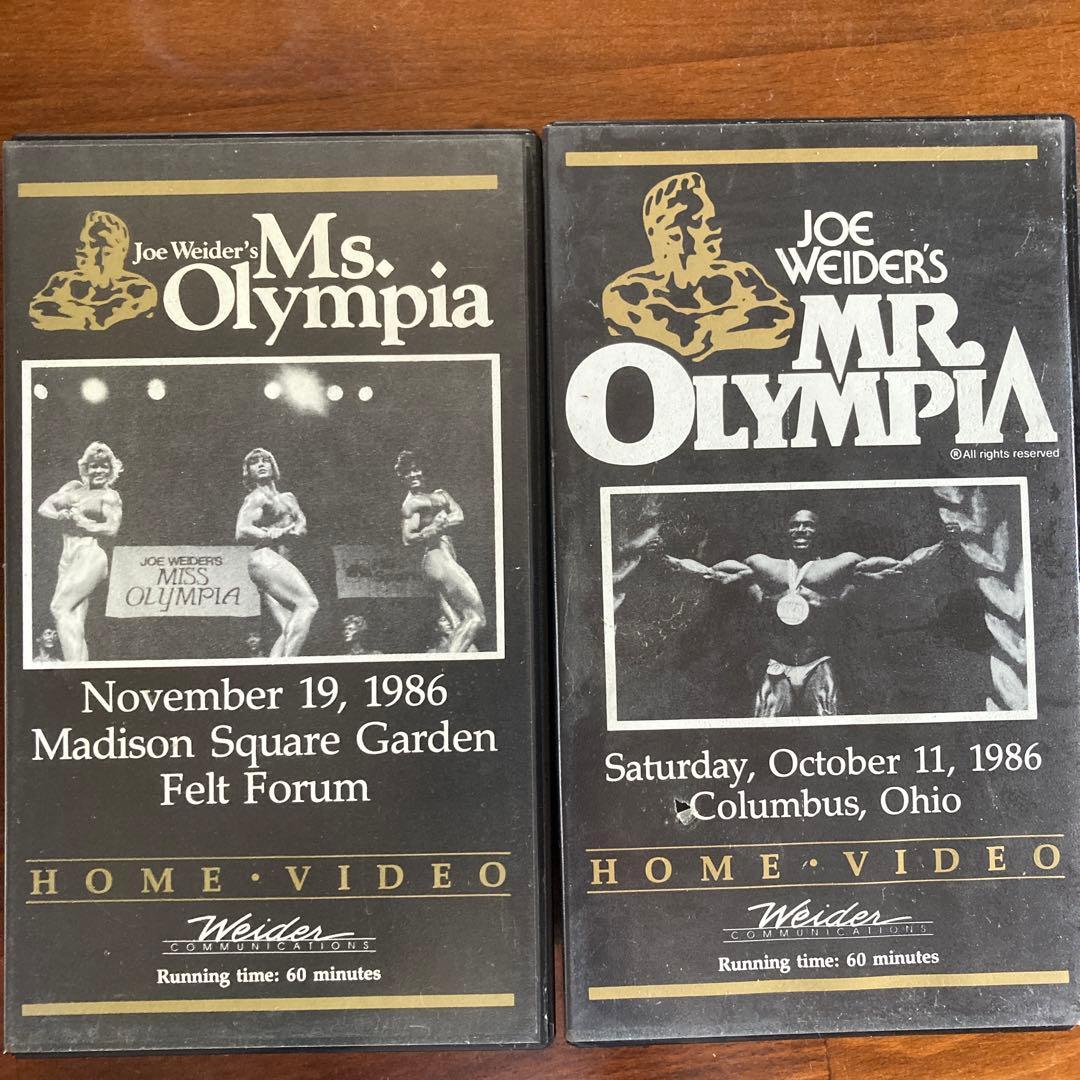 Joe Weider's Ms.
Olympia
JOE WEIDER'S
MISS
OLYMPIA
November 19, 1986
Madison Square Garden
Felt Forum
HOME · VIDEO
Weider
COMMUNICATIONS
Running time: 60 minutes
JOE
WEIDER'S
MR.
OLYMPIA
®All rights reserved
Saturday, October 11, 1986
Columbus, Ohio
HOME · VIDEO
Weider
COMMUNICATIONS
Running time: 60 minutes